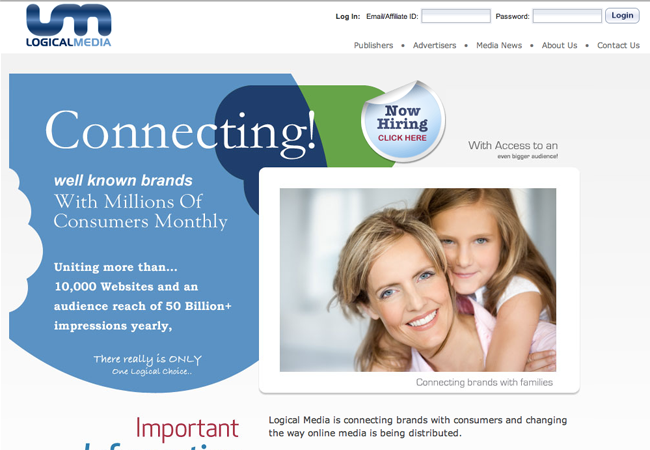 Log In: Email/Affiliate ID: Password: Login
LOGICALMEDIA
Publishers • Advertisers • Media News • About Us • Contact Us
Connecting!
Now
Hiring
CLICK HERE
With Access to an
even bigger audience!
well known brands
With Millions Of
Consumers Monthly
Uniting more than...
10,000 Websites and an
audience reach of 50 Billion+
impressions yearly,
There really is ONLY
One Logical Choice..
Connecting brands with families
Important
Logical Media is connecting brands with consumers and changing
the way online media is being distributed.